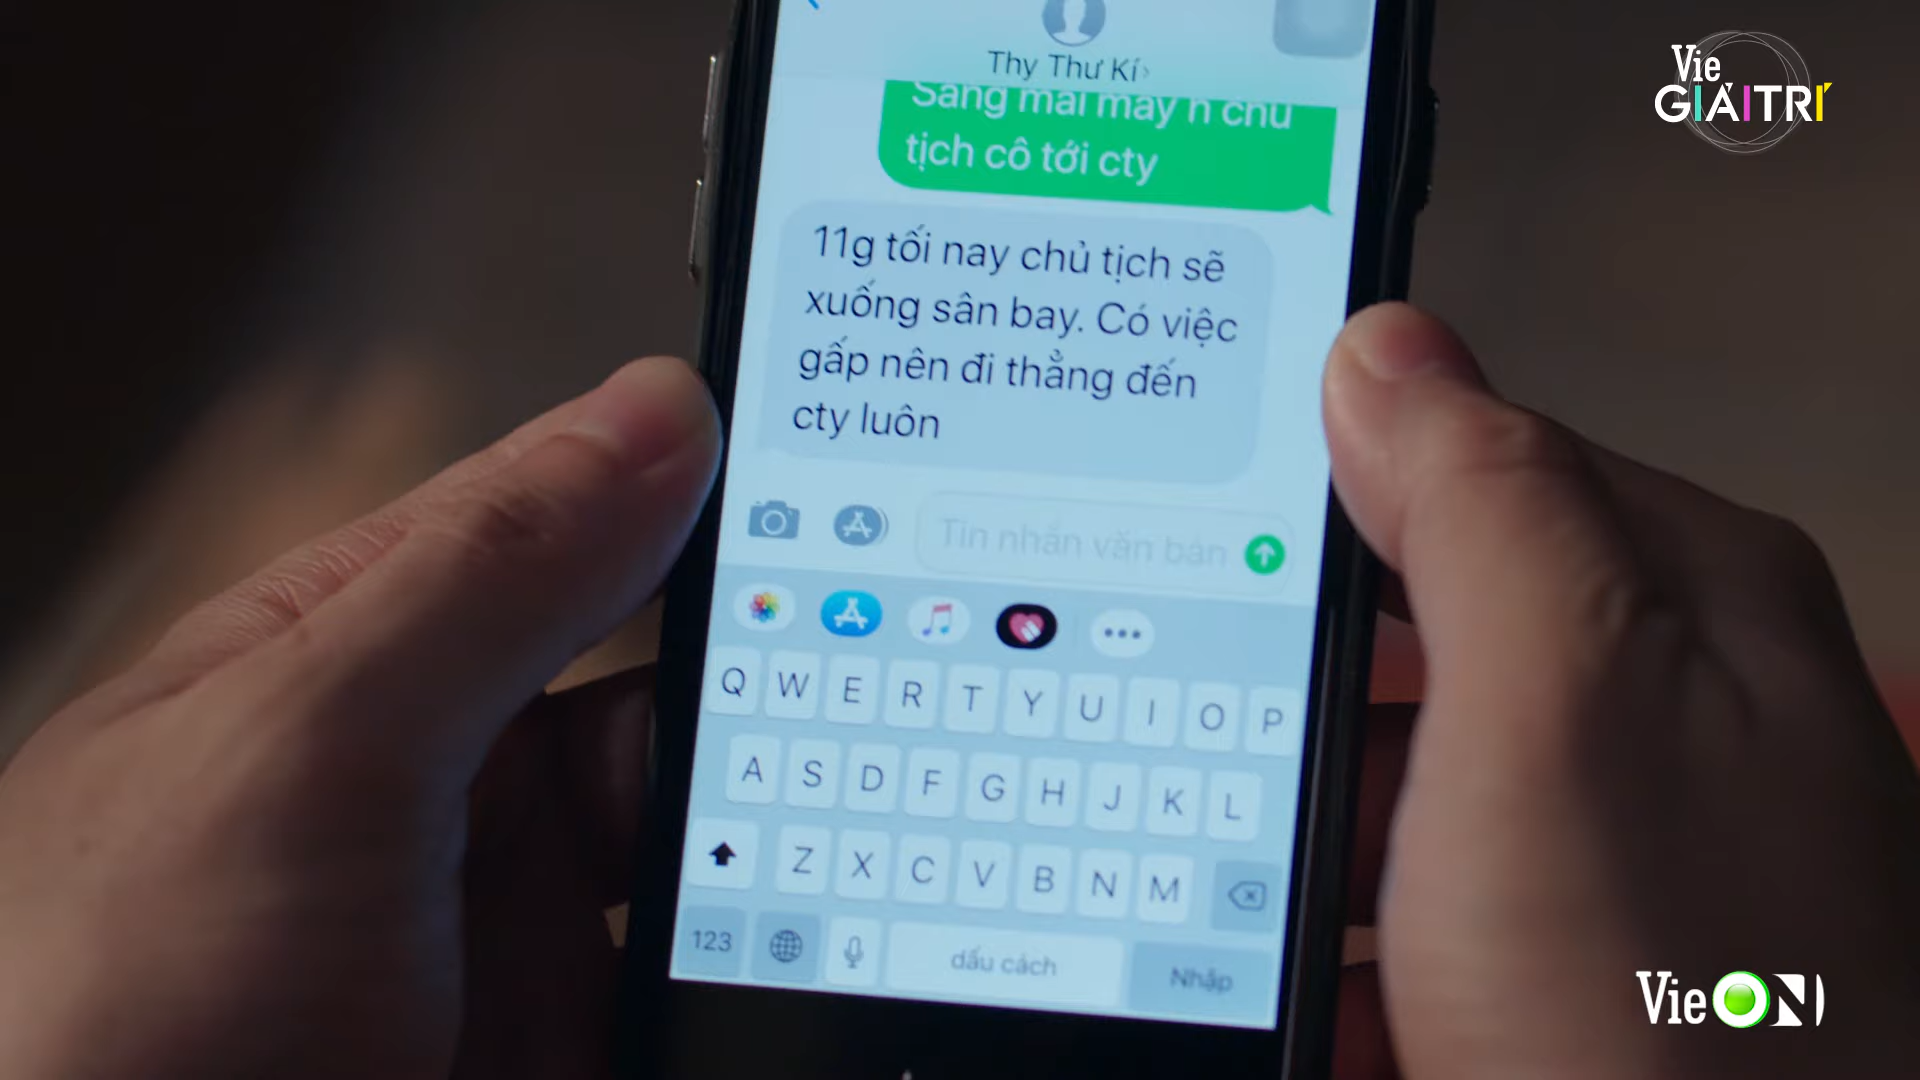 Thy Thư Kí
Sáng mai mấy h chủ
tịch cô tới cty
11g tối nay chủ tịch sẽ
xuống sân bay. Có việc
gấp nên đi thẳng đến
cty luôn
Tin nhắn văn bản
Q W E R T Y U I O P
A S D F G H J K L
Z X C V B N M
123 dấu cách Nhập
Vie
GIẢI TRÍ
VieON